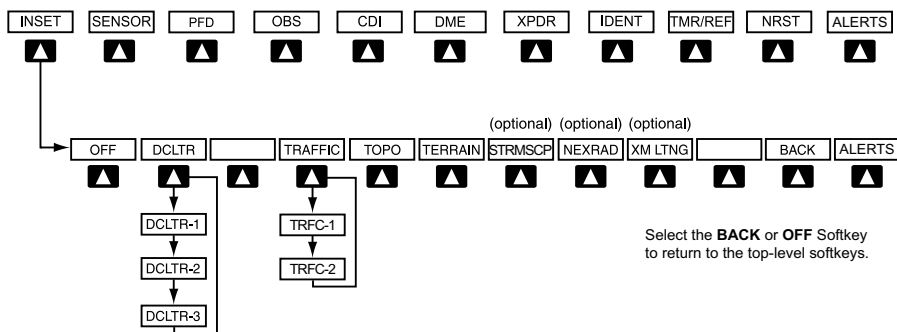 INSET SENSOR PFD OBS CDI DME XPDR IDENT TMR/REF NRST ALERTS
(optional) (optional) (optional)
OFF DCLTR TRAFFIC TOPO TERRAIN STRMSCP NEXRAD XM LTNG BACK ALERTS
DCLTR-1 TRFC-1
DCLTR-2 TRFC-2
DCLTR-3
Select the BACK or OFF Softkey
to return to the top-level softkeys.